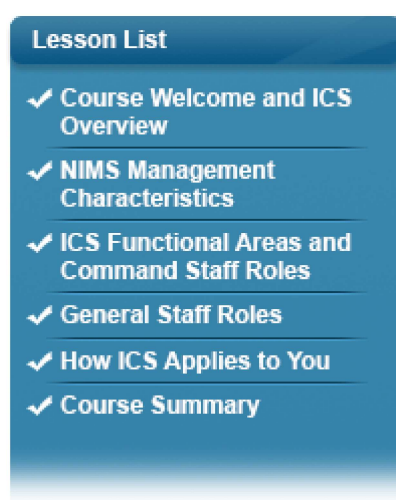 Lesson List
Course Welcome and ICS
Overview
NIMS Management
Characteristics
ICS Functional Areas and
Command Staff Roles
General Staff Roles
How ICS Applies to You
Course Summary